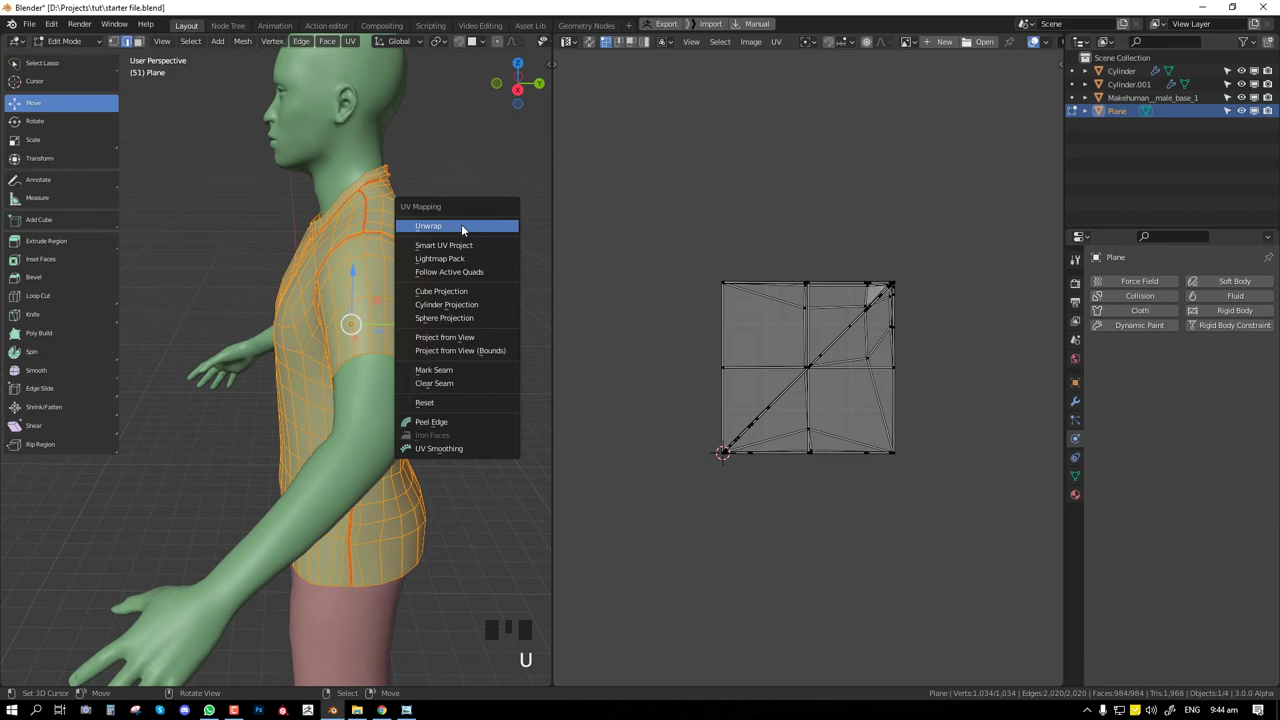 Blender* [D:\Projects\tut\starter file.blend]
File Edit Render Window Help
Layout Node Tree Animation Action editor Compositing Scripting Video Editing Asset Geometry Nodes
Export Import Manual
Scene View Layer
Edit Mode View Select Add Mesh Vertex Edge Face UV Global
View Select Image UV New Open
Select Lasso
Cursor
Move
Rotate
Scale
Transform
Annotate
Measure
Add Cube
Extrude Region
Inset Faces
Bevel
Loop Cut
Knife
Poly Build
Spin
Smooth
Edge Slide
Shrink/Fatten
Shear
Rip Region
User Perspective
(51) Plane
Z
Y
X
UV Mapping
Unwrap
Smart UV Project
Lightmap Pack
Follow Active Quads
Cube Projection
Cylinder Projection
Sphere Projection
Project from View
Project from View (Bounds)
Mark Seam
Clear Seam
Reset
Peel Edge
Iron Faces
UV Smoothing
U
Scene Collection
Cylinder
Cylinder.001
Makehuman__male_base_1
Plane
Plane
Force Field Soft Body
Collision Fluid
Cloth Rigid Body
Dynamic Paint Rigid Body Constraint
Set 3D Cursor Move Rotate View Select Move
Plane | Verts:1,034/1,034 | Edges:2,020/2,020 | Faces:984/984 | Tris:1,968 | Objects:1/4 | 3.0.0 Alpha
ENG 9:44 am